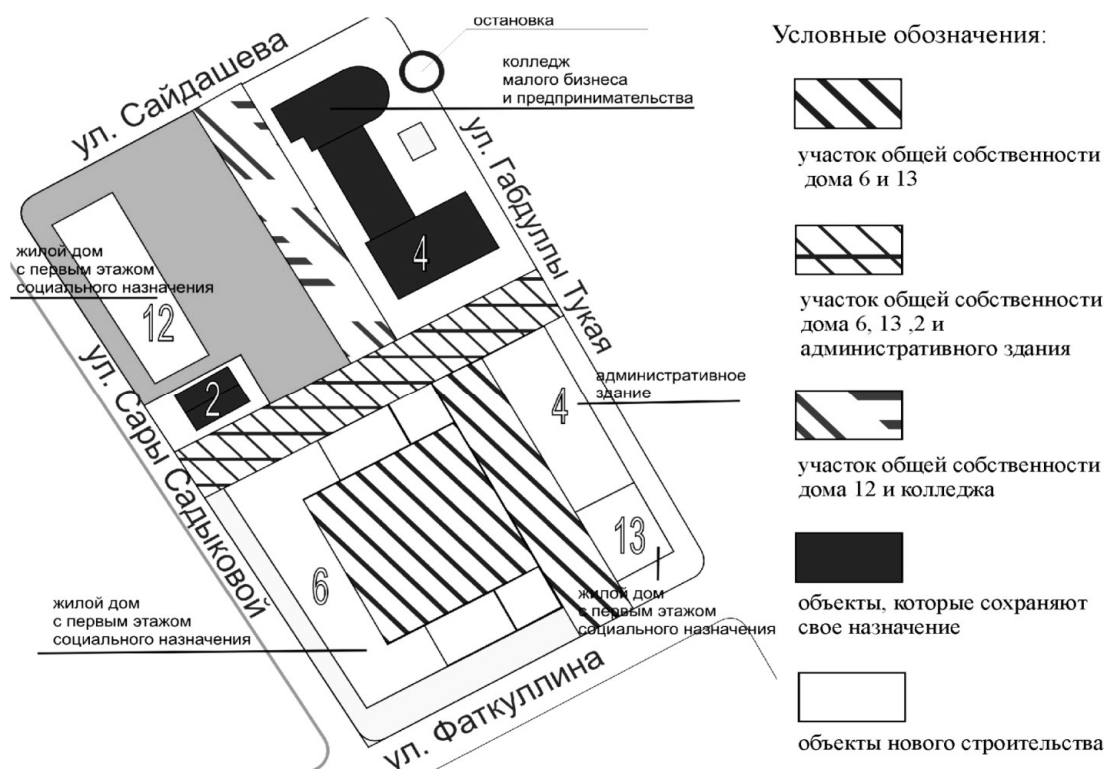 остановка
колледж
малого бизнеса
и предпринимательства
ул. Сайдашева
ул. Габдуллы Тукая
4
жилой дом
с первым этажом
социального назначения
12
2
ул. Сары Садыковой
административное
здание
4
13
6
жилой дом
с первым этажом
социального назначения
жилой дом
с первым этажом
социального назначения
ул. Фаткуллина
Условные обозначения:
участок общей собственности
дома 6 и 13
участок общей собственности
дома 6, 13 ,2 и
административного здания
участок общей собственности
дома 12 и колледжа
объекты, которые сохраняют
свое назначение
объекты нового строительства